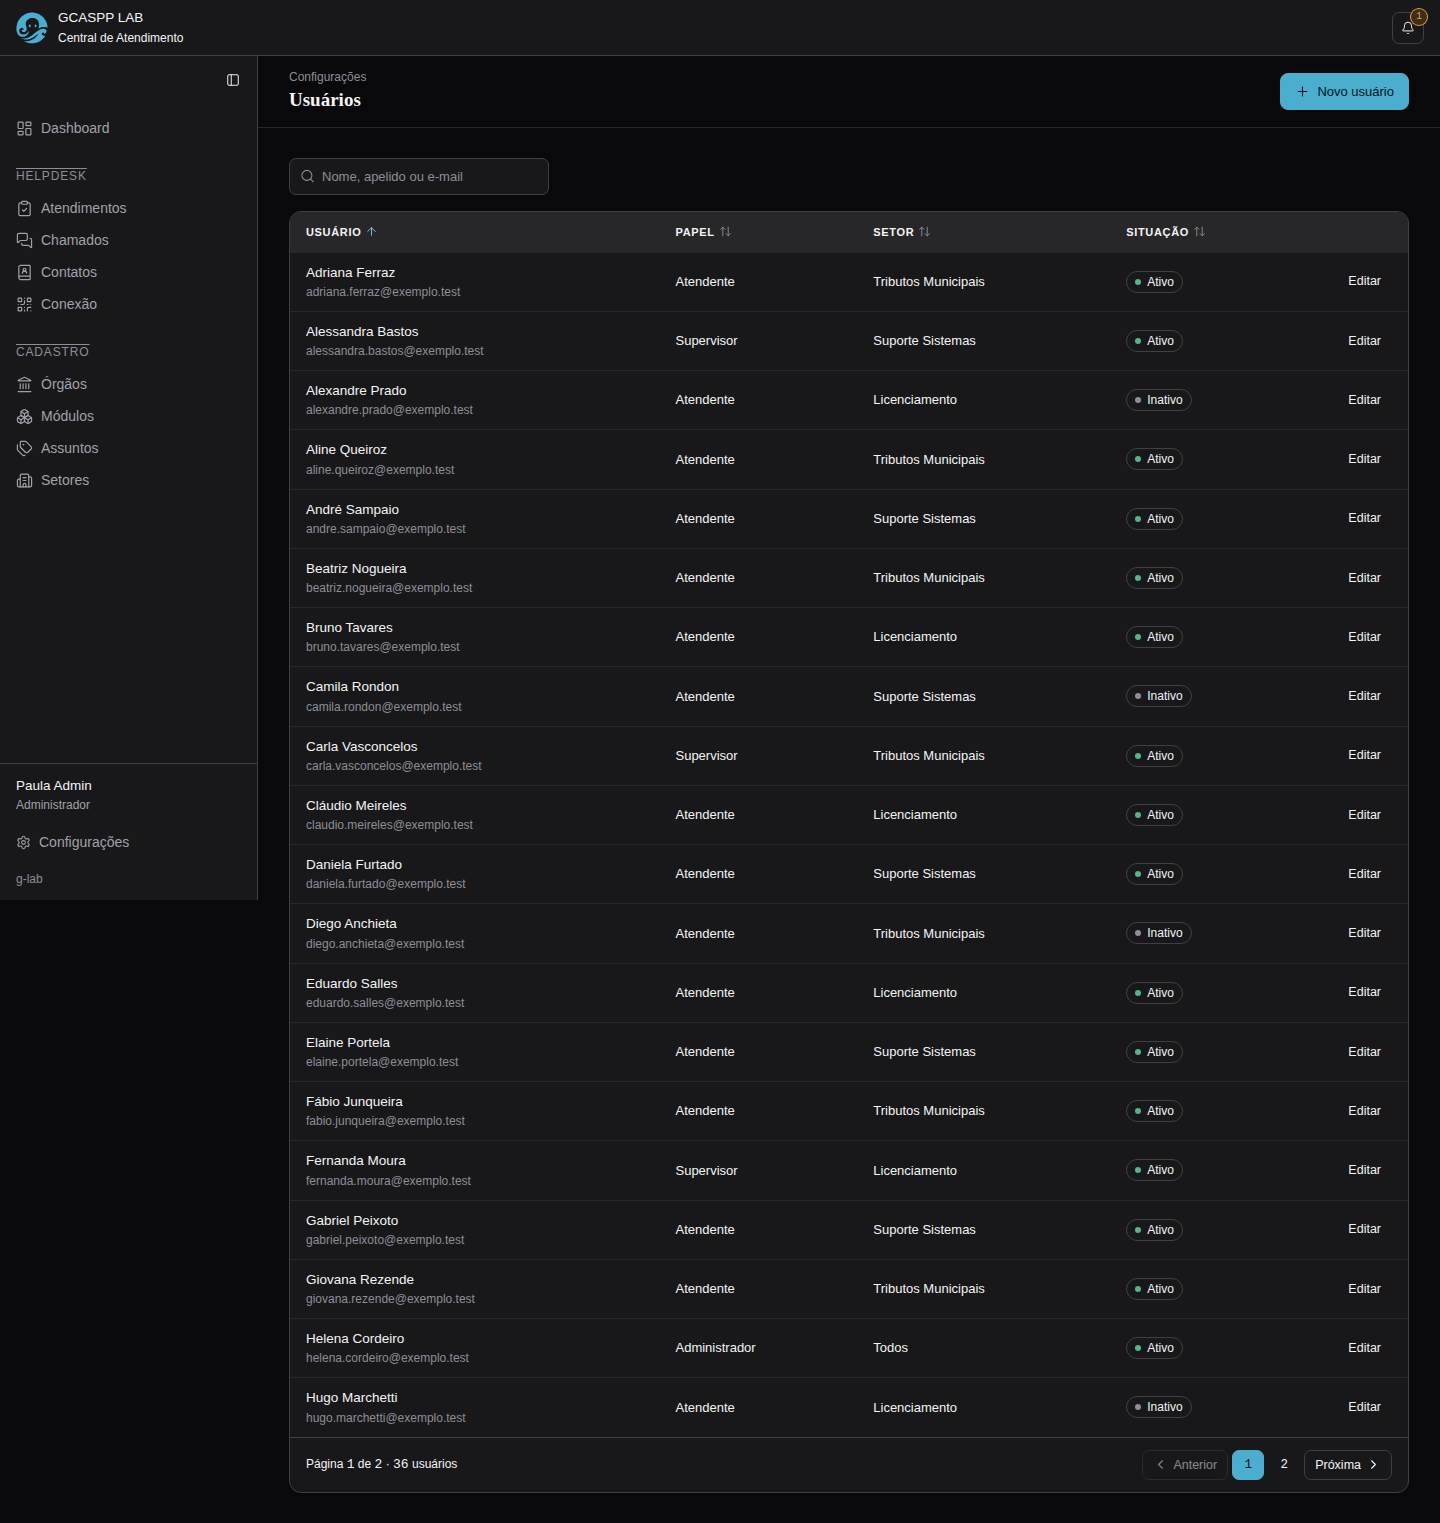 GCASPP LAB
Central de Atendimento
1
Dashboard
HELPDESK
Atendimentos
Chamados
Contatos
Conexão
CADASTRO
Órgãos
Módulos
Assuntos
Setores
Paula Admin
Administrador
Configurações
g-lab
Configurações
Usuários
Novo usuário
Nome, apelido ou e-mail
USUÁRIO PAPEL SETOR SITUAÇÃO
Adriana Ferraz
adriana.ferraz@exemplo.test
Atendente Tributos Municipais Ativo Editar
Alessandra Bastos
alessandra.bastos@exemplo.test
Supervisor Suporte Sistemas Ativo Editar
Alexandre Prado
alexandre.prado@exemplo.test
Atendente Licenciamento Inativo Editar
Aline Queiroz
aline.queiroz@exemplo.test
Atendente Tributos Municipais Ativo Editar
André Sampaio
andre.sampaio@exemplo.test
Atendente Suporte Sistemas Ativo Editar
Beatriz Nogueira
beatriz.nogueira@exemplo.test
Atendente Tributos Municipais Ativo Editar
Bruno Tavares
bruno.tavares@exemplo.test
Atendente Licenciamento Ativo Editar
Camila Rondon
camila.rondon@exemplo.test
Atendente Suporte Sistemas Inativo Editar
Carla Vasconcelos
carla.vasconcelos@exemplo.test
Supervisor Tributos Municipais Ativo Editar
Cláudio Meireles
claudio.meireles@exemplo.test
Atendente Licenciamento Ativo Editar
Daniela Furtado
daniela.furtado@exemplo.test
Atendente Suporte Sistemas Ativo Editar
Diego Anchieta
diego.anchieta@exemplo.test
Atendente Tributos Municipais Inativo Editar
Eduardo Salles
eduardo.salles@exemplo.test
Atendente Licenciamento Ativo Editar
Elaine Portela
elaine.portela@exemplo.test
Atendente Suporte Sistemas Ativo Editar
Fábio Junqueira
fabio.junqueira@exemplo.test
Atendente Tributos Municipais Ativo Editar
Fernanda Moura
fernanda.moura@exemplo.test
Supervisor Licenciamento Ativo Editar
Gabriel Peixoto
gabriel.peixoto@exemplo.test
Atendente Suporte Sistemas Ativo Editar
Giovana Rezende
giovana.rezende@exemplo.test
Atendente Tributos Municipais Ativo Editar
Helena Cordeiro
helena.cordeiro@exemplo.test
Administrador Todos Ativo Editar
Hugo Marchetti
hugo.marchetti@exemplo.test
Atendente Licenciamento Inativo Editar
Página 1 de 2 · 36 usuários
Anterior 1 2 Próxima